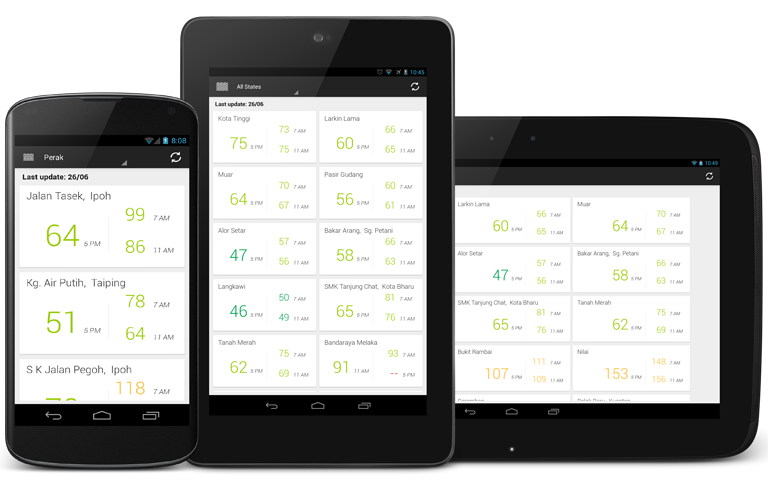 8:08
Perak
Last update: 26/06
Jalan Tasek, Ipoh
64 5 PM
99 7 AM
86 11 AM
Kg. Air Putih, Taiping
51 5 PM
78 7 AM
64 11 AM
S K Jalan Pegoh, Ipoh
118 7 AM
10:45
All States
Last update: 26/06
Kota Tinggi
75 5 PM
73 7 AM
75 11 AM
Larkin Lama
60 5 PM
66 7 AM
65 11 AM
Muar
64 5 PM
70 7 AM
67 11 AM
Pasir Gudang
56 5 PM
60 7 AM
61 11 AM
Alor Setar
47 5 PM
57 7 AM
56 11 AM
Bakar Arang, Sg. Petani
58 5 PM
66 7 AM
63 11 AM
Langkawi
46 5 PM
50 7 AM
49 11 AM
SMK Tanjung Chat, Kota Bharu
65 5 PM
81 7 AM
76 11 AM
Tanah Merah
62 5 PM
75 7 AM
69 11 AM
Bandaraya Melaka
91 11 AM
93 7 AM
-- 5 PM
10:49
Larkin Lama
60 5 PM
66 7 AM
65 11 AM
Muar
64 5 PM
70 7 AM
67 11 AM
Alor Setar
47 5 PM
57 7 AM
56 11 AM
Bakar Arang, Sg. Petani
58 5 PM
66 7 AM
63 11 AM
SMK Tanjung Chat, Kota Bharu
65 5 PM
81 7 AM
76 11 AM
Tanah Merah
62 5 PM
75 7 AM
69 11 AM
Bukit Rambai
107 5 PM
111 7 AM
109 11 AM
Nilai
153 5 PM
148 7 AM
156 11 AM